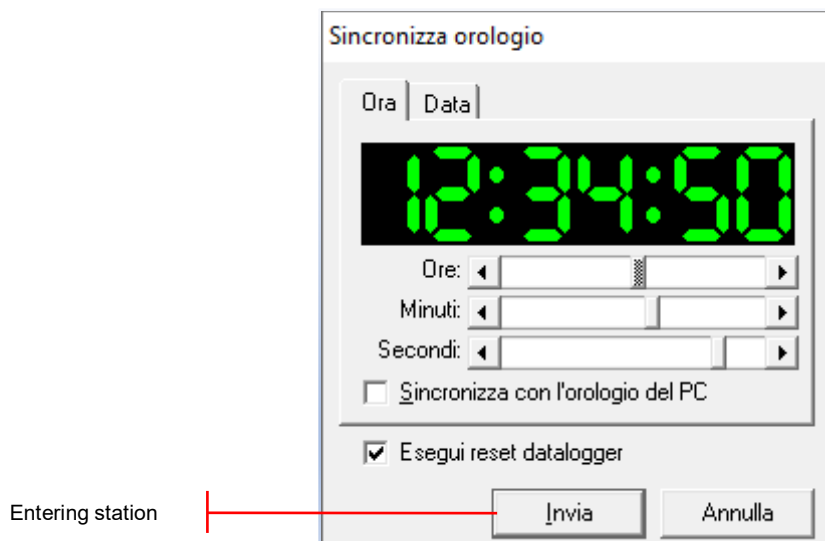 Sincronizza orologio
Ora Data
12:34:50
Ore:
Minuti:
Secondi:
Sincronizza con l'orologio del PC
Esegui reset datalogger
Entering station Invia Annulla